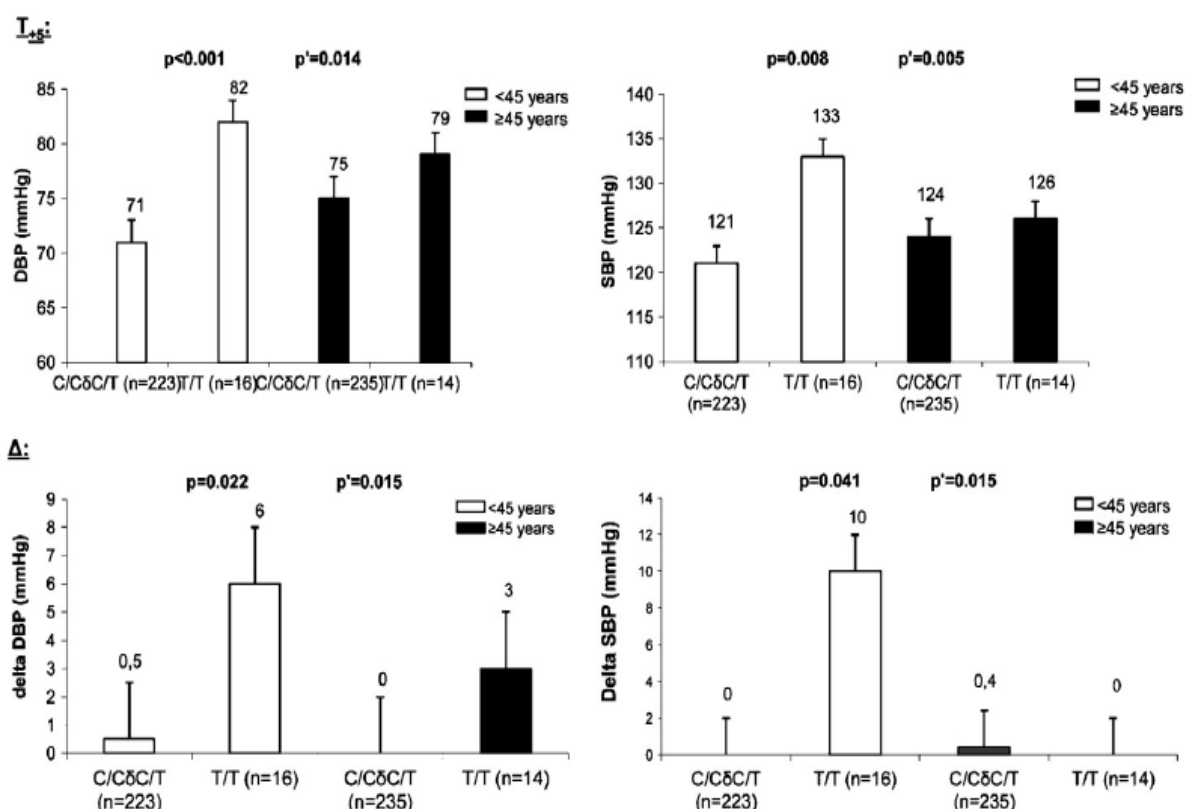 T+5:
p<0.001 p'=0.014
<45 years
≥45 years
DBP (mmHg)
85
80
75
70
65
60
71
82
75
79
C/CδC/T (n=223)
T/T (n=16)
C/CδC/T (n=235)
T/T (n=14)
p=0.008 p'=0.005
<45 years
≥45 years
SBP (mmHg)
140
135
130
125
120
115
110
121
133
124
126
C/CδC/T
(n=223)
T/T (n=16)
C/CδC/T
(n=235)
T/T (n=14)
Δ:
p=0.022 p'=0.015
<45 years
≥45 years
delta DBP (mmHg)
9
8
7
6
5
4
3
2
1
0
0,5
6
0
3
C/CδC/T
(n=223)
T/T (n=16)
C/CδC/T
(n=235)
T/T (n=14)
p=0.041 p'=0.015
<45 years
≥45 years
Delta SBP (mmHg)
14
12
10
8
6
4
2
0
0
10
0,4
0
C/CδC/T
(n=223)
T/T (n=16)
C/CδC/T
(n=235)
T/T (n=14)